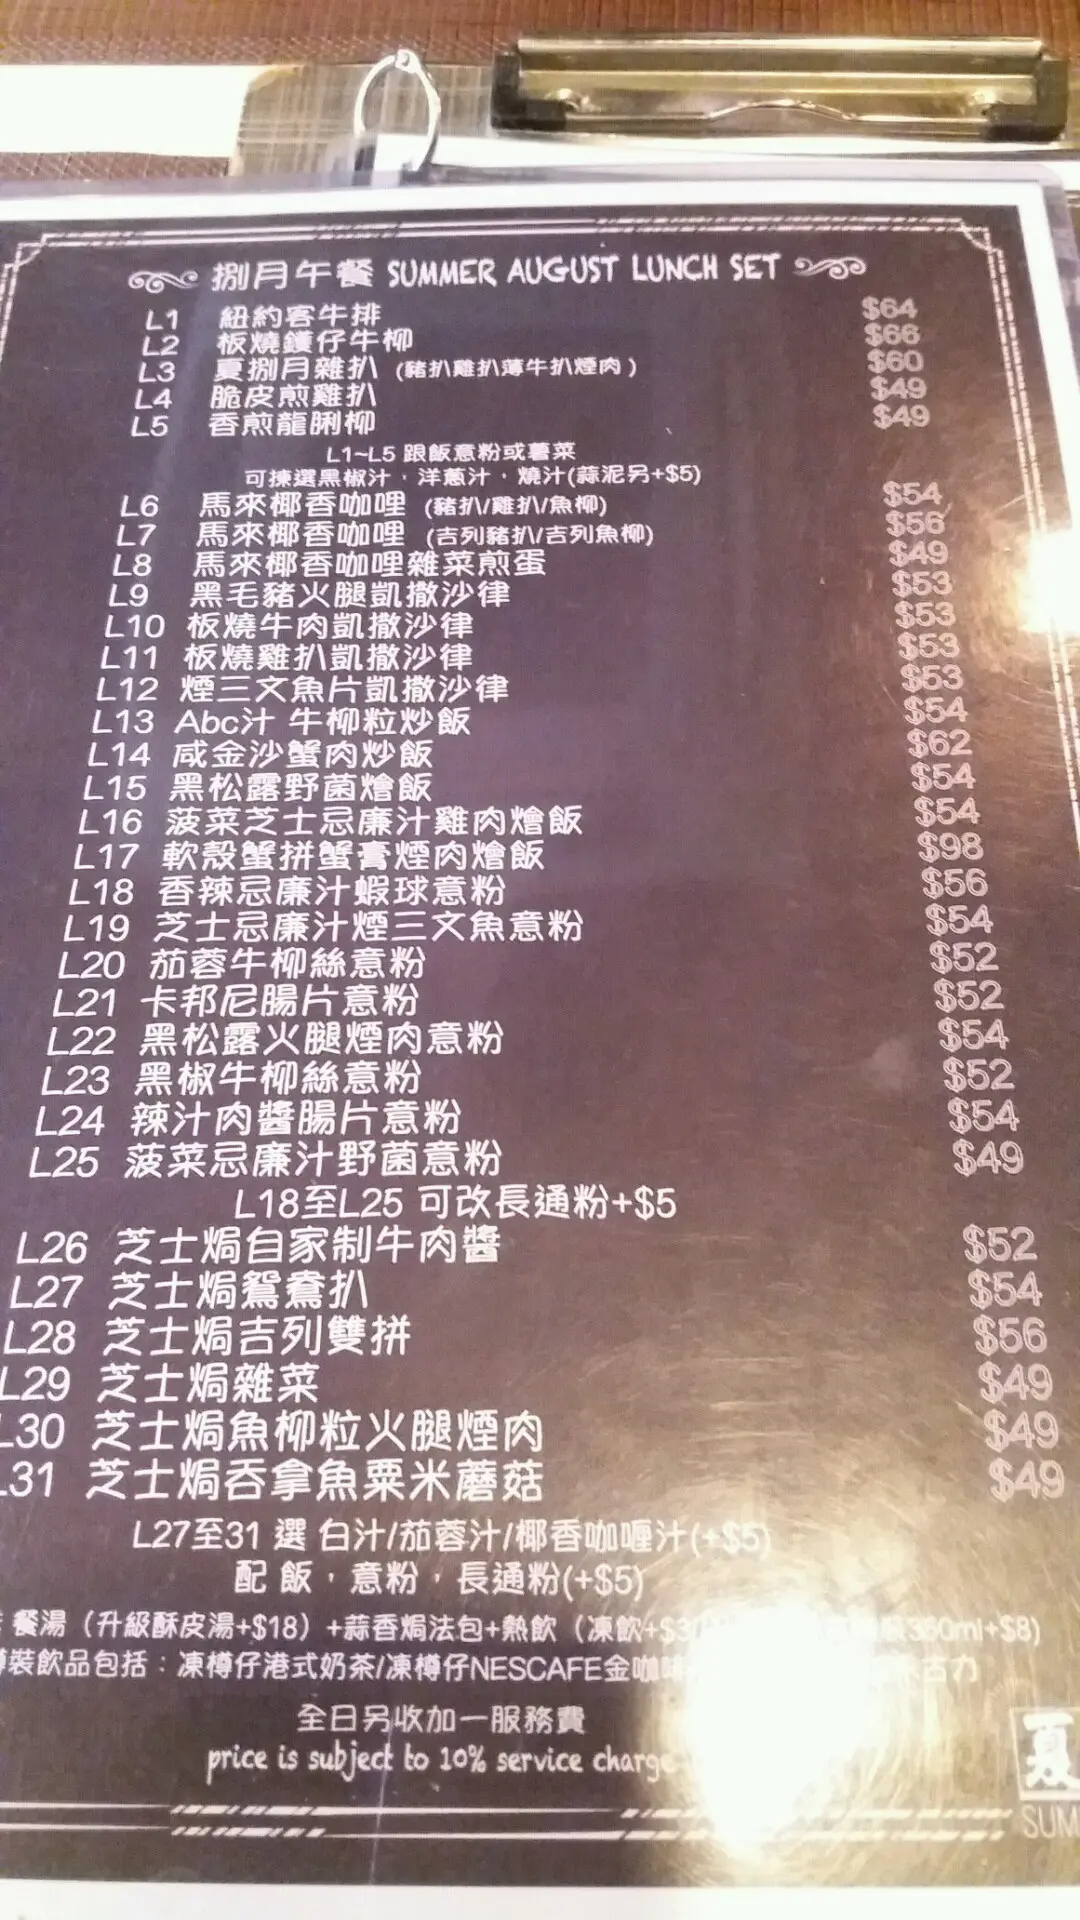 捌月午餐 SUMMER AUGUST LUNCH SET
L1 紐約客牛排 $64
L2 板燒鑊仔牛柳 $66
L3 夏捌月雜扒 (豬扒雞扒薄牛扒煙肉) $60
L4 脆皮煎雞扒 $49
L5 香煎龍脷柳 $49
L1~L5 跟飯意粉或薯菜
可揀選黑椒汁,洋蔥汁,燒汁(蒜泥另+$5)
L6 馬來椰香咖哩 (豬扒/雞扒/魚柳) $54
L7 馬來椰香咖哩 (吉列豬扒/吉列魚柳) $56
L8 馬來椰香咖哩雜菜煎蛋 $49
L9 黑毛豬火腿凱撒沙律 $53
L10 板燒牛肉凱撒沙律 $53
L11 板燒雞扒凱撒沙律 $53
L12 煙三文魚片凱撒沙律 $53
L13 Abc汁 牛柳粒炒飯 $54
L14 咸金沙蟹肉炒飯 $62
L15 黑松露野菌燴飯 $54
L16 菠菜芝士忌廉汁雞肉燴飯 $54
L17 軟殼蟹拼蟹膏煙肉燴飯 $98
L18 香辣忌廉汁蝦球意粉 $56
L19 芝士忌廉汁煙三文魚意粉 $54
L20 茄蓉牛柳絲意粉 $52
L21 卡邦尼腸片意粉 $52
L22 黑松露火腿煙肉意粉 $54
L23 黑椒牛柳絲意粉 $52
L24 辣汁肉醬腸片意粉 $54
L25 菠菜忌廉汁野菌意粉 $49
L18至L25 可改長通粉+$5
L26 芝士焗自家制牛肉醬 $52
L27 芝士焗鴛鴦扒 $54
L28 芝士焗吉列雙拼 $56
L29 芝士焗雜菜 $49
L30 芝士焗魚柳粒火腿煙肉 $49
L31 芝士焗吞拿魚粟米蘑菇 $49
L27至31 選 白汁/茄蓉汁/椰香咖喱汁(+$5)
配 飯,意粉,長通粉(+$5)
餐湯(升級酥皮湯+$18)+蒜香焗法包+熱飲(凍飲+$3 350ml+$8)
樽裝飲品包括:凍樽仔港式奶茶/凍樽仔NESCAFE金咖啡 古力
全日另收加一服務費
price is subject to 10% service charge
夏
SUM